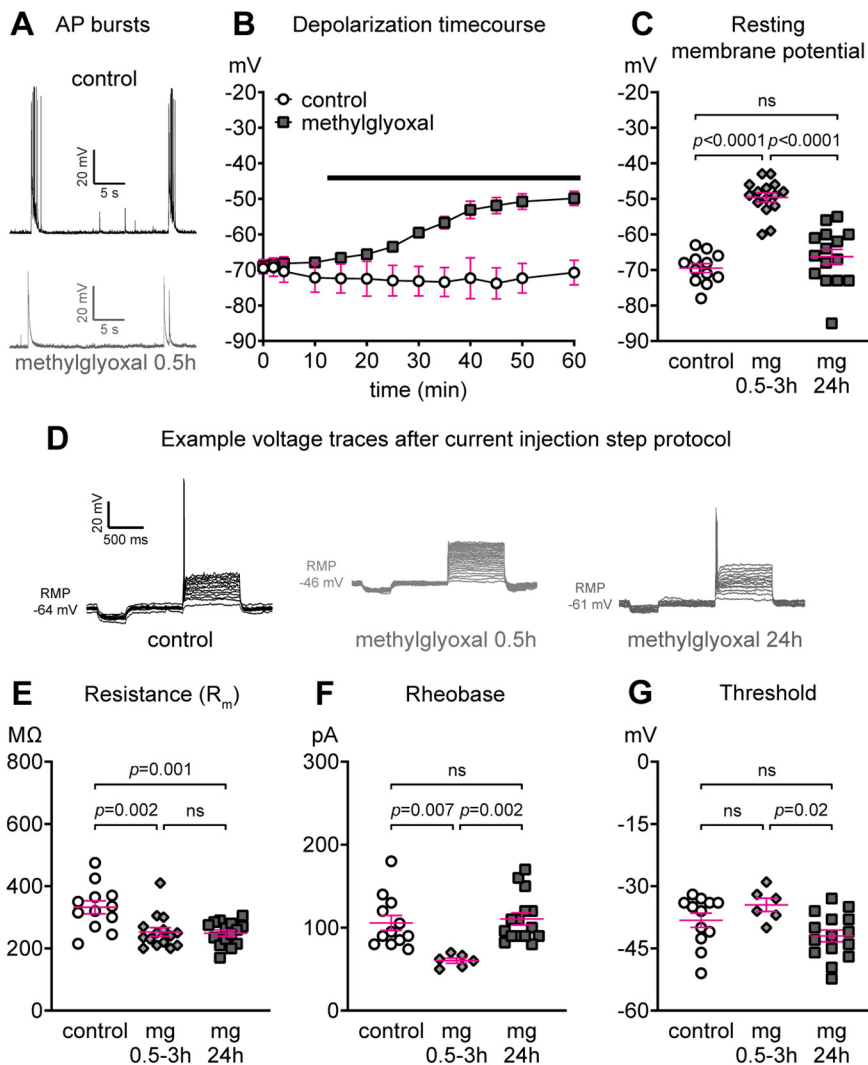 A
AP bursts
control
20 mV
5 s
20 mV
5 s
methylglyoxal 0.5h
B
Depolarization timecourse
mV
-20
-30
-40
-50
-60
-70
-80
-90
control
methylglyoxal
0
10
20
30
40
50
60
time (min)
C
Resting
membrane potential
mV
-20
-30
-40
-50
-60
-70
-80
-90
ns
p<0.0001
p<0.0001
control
mg
0.5-3h
mg
24h
D
Example voltage traces after current injection step protocol
20 mV
500 ms
RMP
-64 mV
control
RMP
-46 mV
methylglyoxal 0.5h
RMP
-61 mV
methylglyoxal 24h
E
Resistance (Rm)
MΩ
800
600
400
200
0
p=0.001
p=0.002
ns
control
mg
0.5-3h
mg
24h
F
Rheobase
pA
300
200
100
0
ns
p=0.007
p=0.002
control
mg
0.5-3h
mg
24h
G
Threshold
mV
0
-15
-30
-45
-60
ns
ns
p=0.02
control
mg
0.5-3h
mg
24h